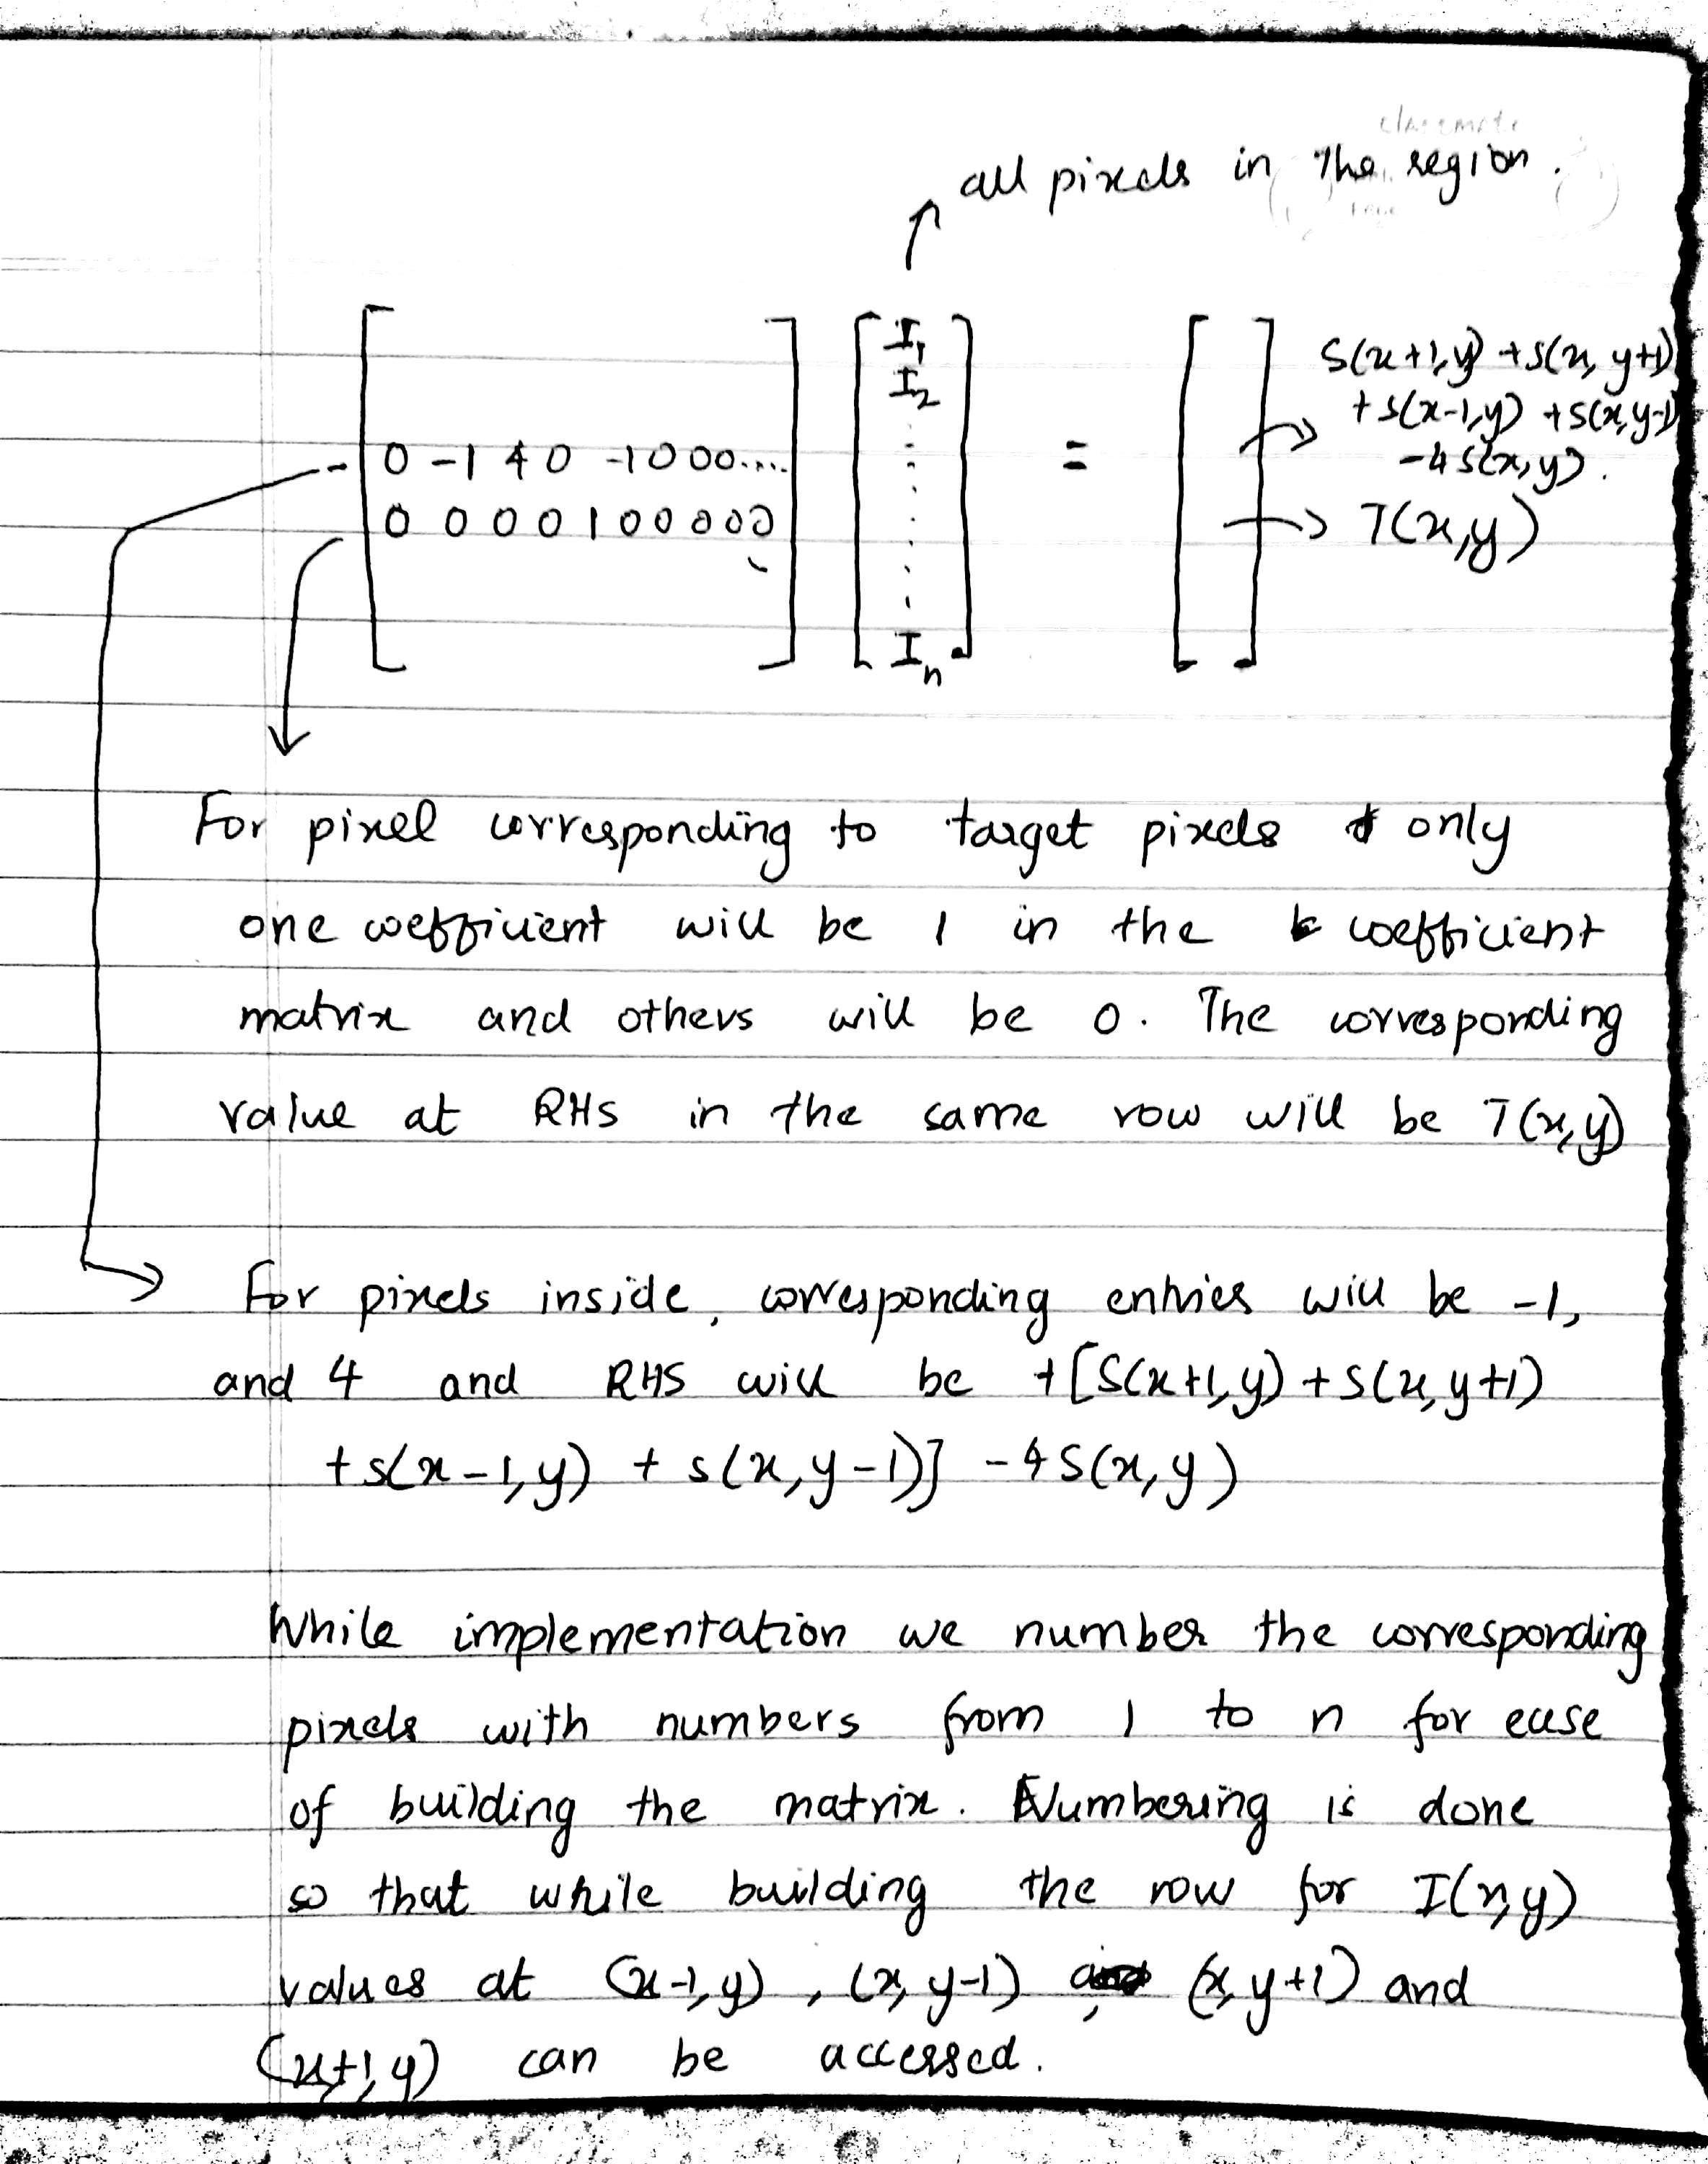 classmate
all pixels in the region.
[ 0 -1 4 0 -1 0 0 0 ..... ] [ I₁ I₂ . . . . . . Iₙ ] = [ ] → S(x+1,y) + S(x, y+1)
+ S(x-1,y) + S(x,y-1)
-4 S(x,y).
0 0 0 0 1 0 0 0 0 0 → T(x,y)
For pixel corresponding to target pixels only
one coefficient will be 1 in the coefficient
matrix and others will be 0. The corresponding
value at RHS in the same row will be T(x,y)
For pixels inside, corresponding entries will be -1,
and 4 and RHS will be +[S(x+1,y) + S(x,y+1)
+ S(x-1,y) + S(x,y-1)] - 4S(x,y)
While implementation we number the corresponding
pixels with numbers from 1 to n for ease
of building the matrix. Numbering is done
so that while building the row for I(x,y)
values at (x-1,y), (x,y-1), (x,y+1) and
(x+1,y) can be accessed.